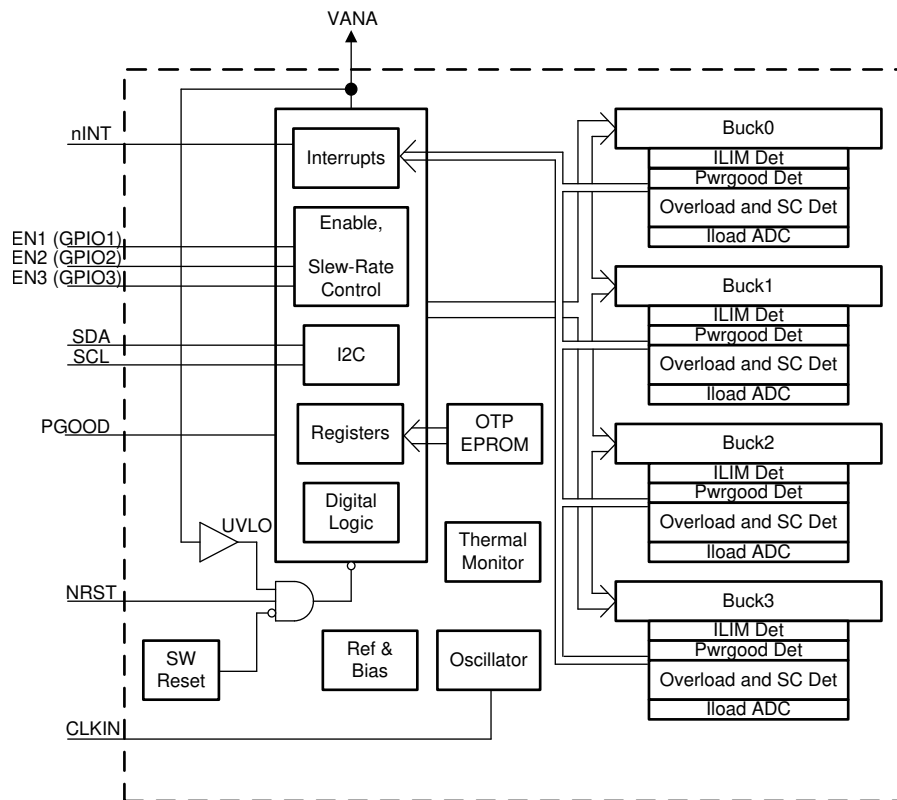 VANA
nINT
Interrupts
EN1 (GPIO1)
EN2 (GPIO2)
EN3 (GPIO3)
Enable,
Slew-Rate
Control
SDA
SCL
I2C
PGOOD
Registers
OTP
EPROM
Digital
Logic
UVLO
Thermal
Monitor
NRST
SW
Reset
Ref &
Bias
Oscillator
CLKIN
Buck0
ILIM Det
Pwrgood Det
Overload and SC Det
Iload ADC
Buck1
ILIM Det
Pwrgood Det
Overload and SC Det
Iload ADC
Buck2
ILIM Det
Pwrgood Det
Overload and SC Det
Iload ADC
Buck3
ILIM Det
Pwrgood Det
Overload and SC Det
Iload ADC